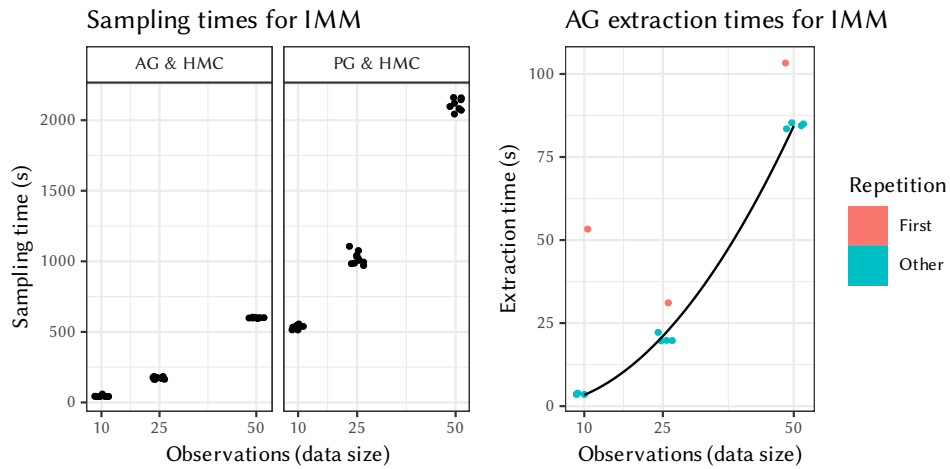 Sampling times for IMM
AG & HMC
PG & HMC
2000
1500
1000
500
0
Sampling time (s)
10
25
50
10
25
50
Observations (data size)
AG extraction times for IMM
100
75
50
25
0
Extraction time (s)
10
25
50
Observations (data size)
Repetition
First
Other